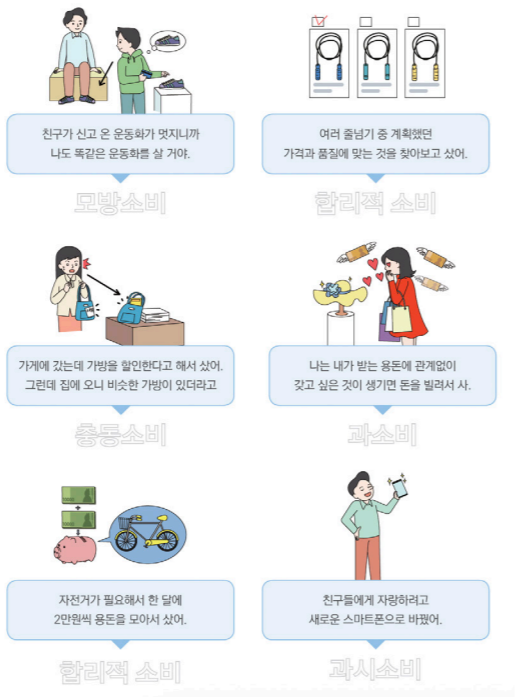 친구가 신고 온 운동화가 멋지니까
나도 똑같은 운동화를 살 거야.
모방소비
여러 줄넘기 중 계획했던
가격과 품질에 맞는 것을 찾아보고 샀어.
합리적 소비
가게에 갔는데 가방을 할인한다고 해서 샀어.
그런데 집에 오니 비슷한 가방이 있더라고
충동소비
나는 내가 받는 용돈에 관계없이
갖고 싶은 것이 생기면 돈을 빌려서 사.
과소비
자전거가 필요해서 한 달에
2만원씩 용돈을 모아서 샀어.
합리적 소비
친구들에게 자랑하려고
새로운 스마트폰으로 바꿨어.
과시소비